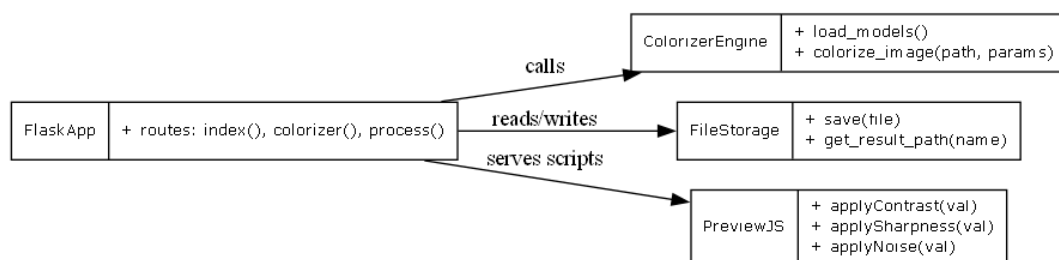 ColorizerEngine
+ load_models()
+ colorize_image(path, params)
calls
FlaskApp
+ routes: index(), colorizer(), process()
reads/writes
FileStorage
+ save(file)
+ get_result_path(name)
serves scripts
PreviewJS
+ applyContrast(val)
+ applySharpness(val)
+ applyNoise(val)